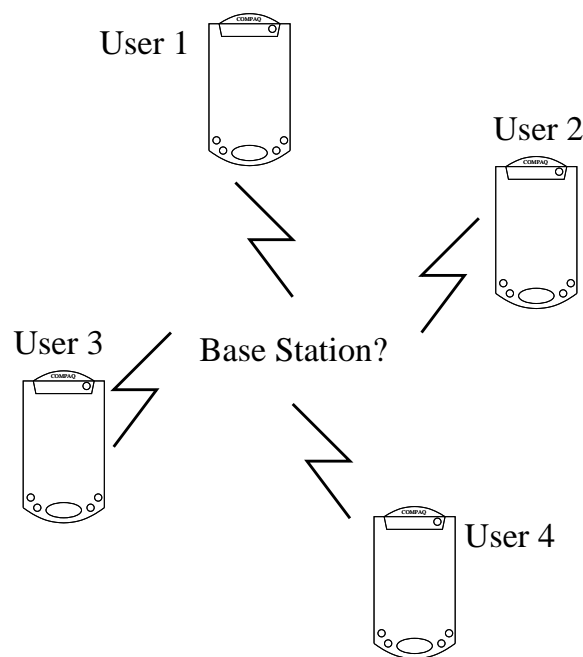 COMPAQ
User 1
User 2
COMPAQ
User 3
Base Station?
COMPAQ
COMPAQ
User 4